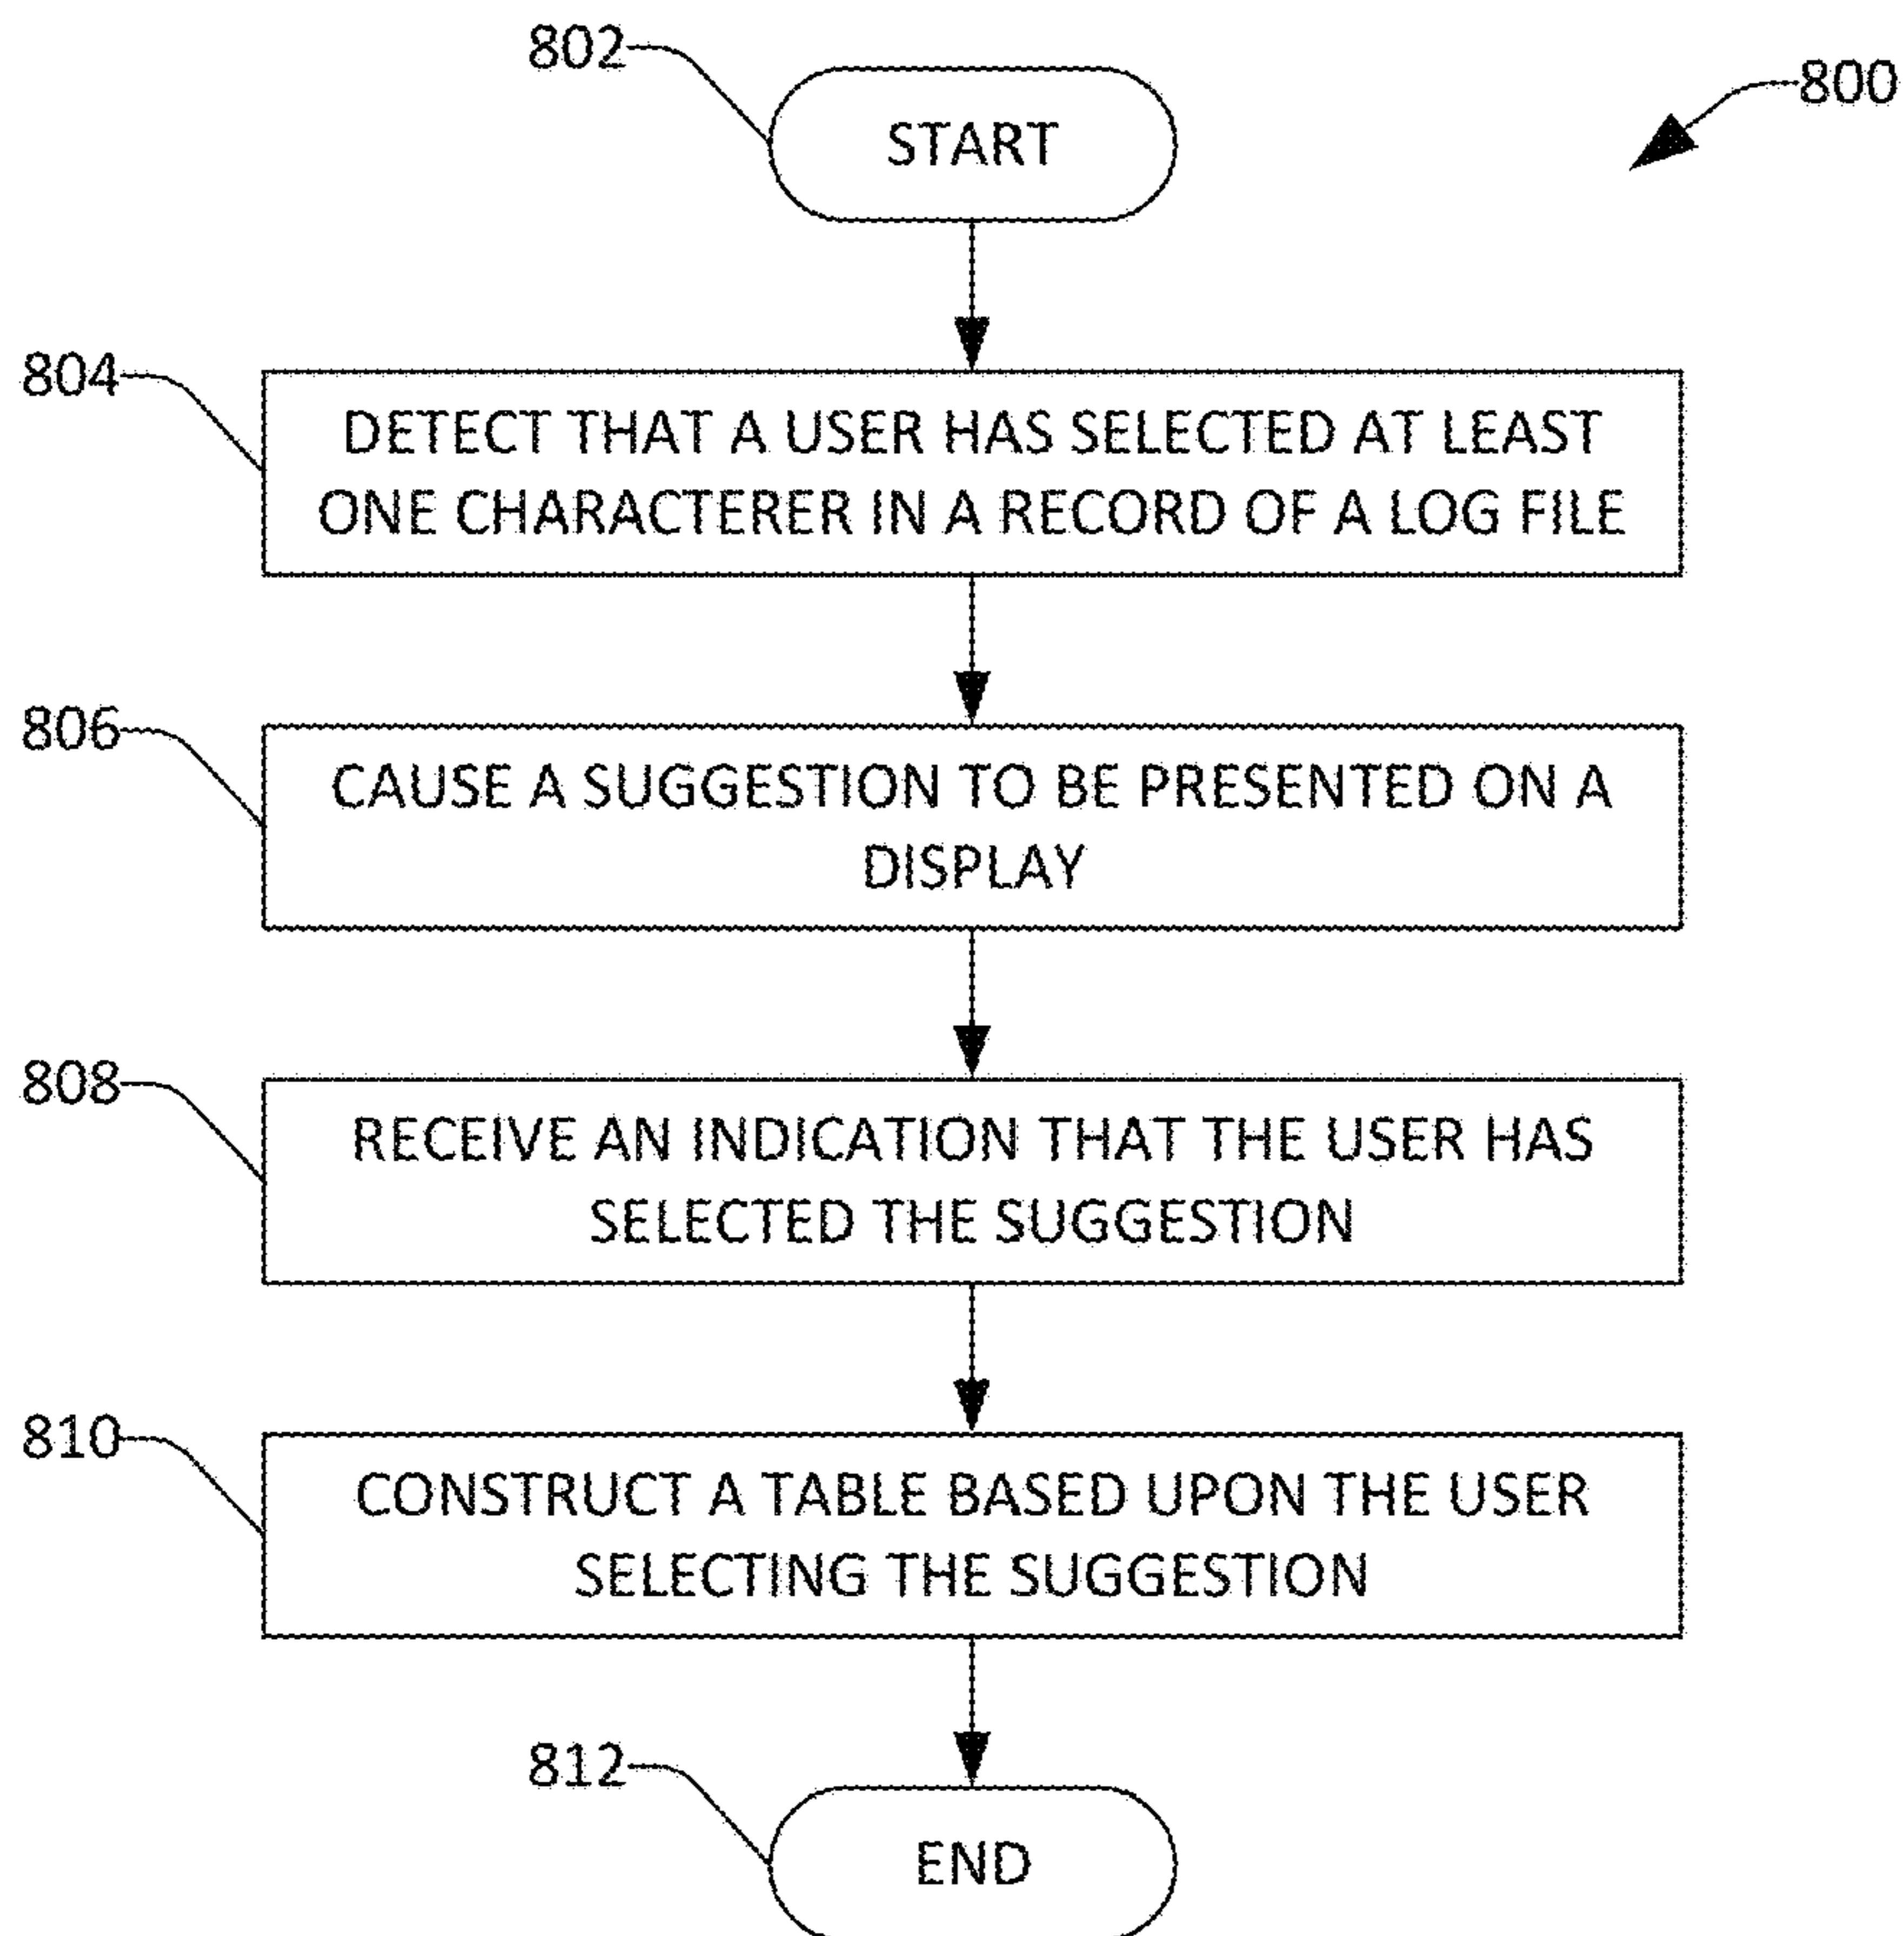 802
800
START
804
DETECT THAT A USER HAS SELECTED AT LEAST
ONE CHARACTERER IN A RECORD OF A LOG FILE
806
CAUSE A SUGGESTION TO BE PRESENTED ON A
DISPLAY
808
RECEIVE AN INDICATION THAT THE USER HAS
SELECTED THE SUGGESTION
810
CONSTRUCT A TABLE BASED UPON THE USER
SELECTING THE SUGGESTION
812
END